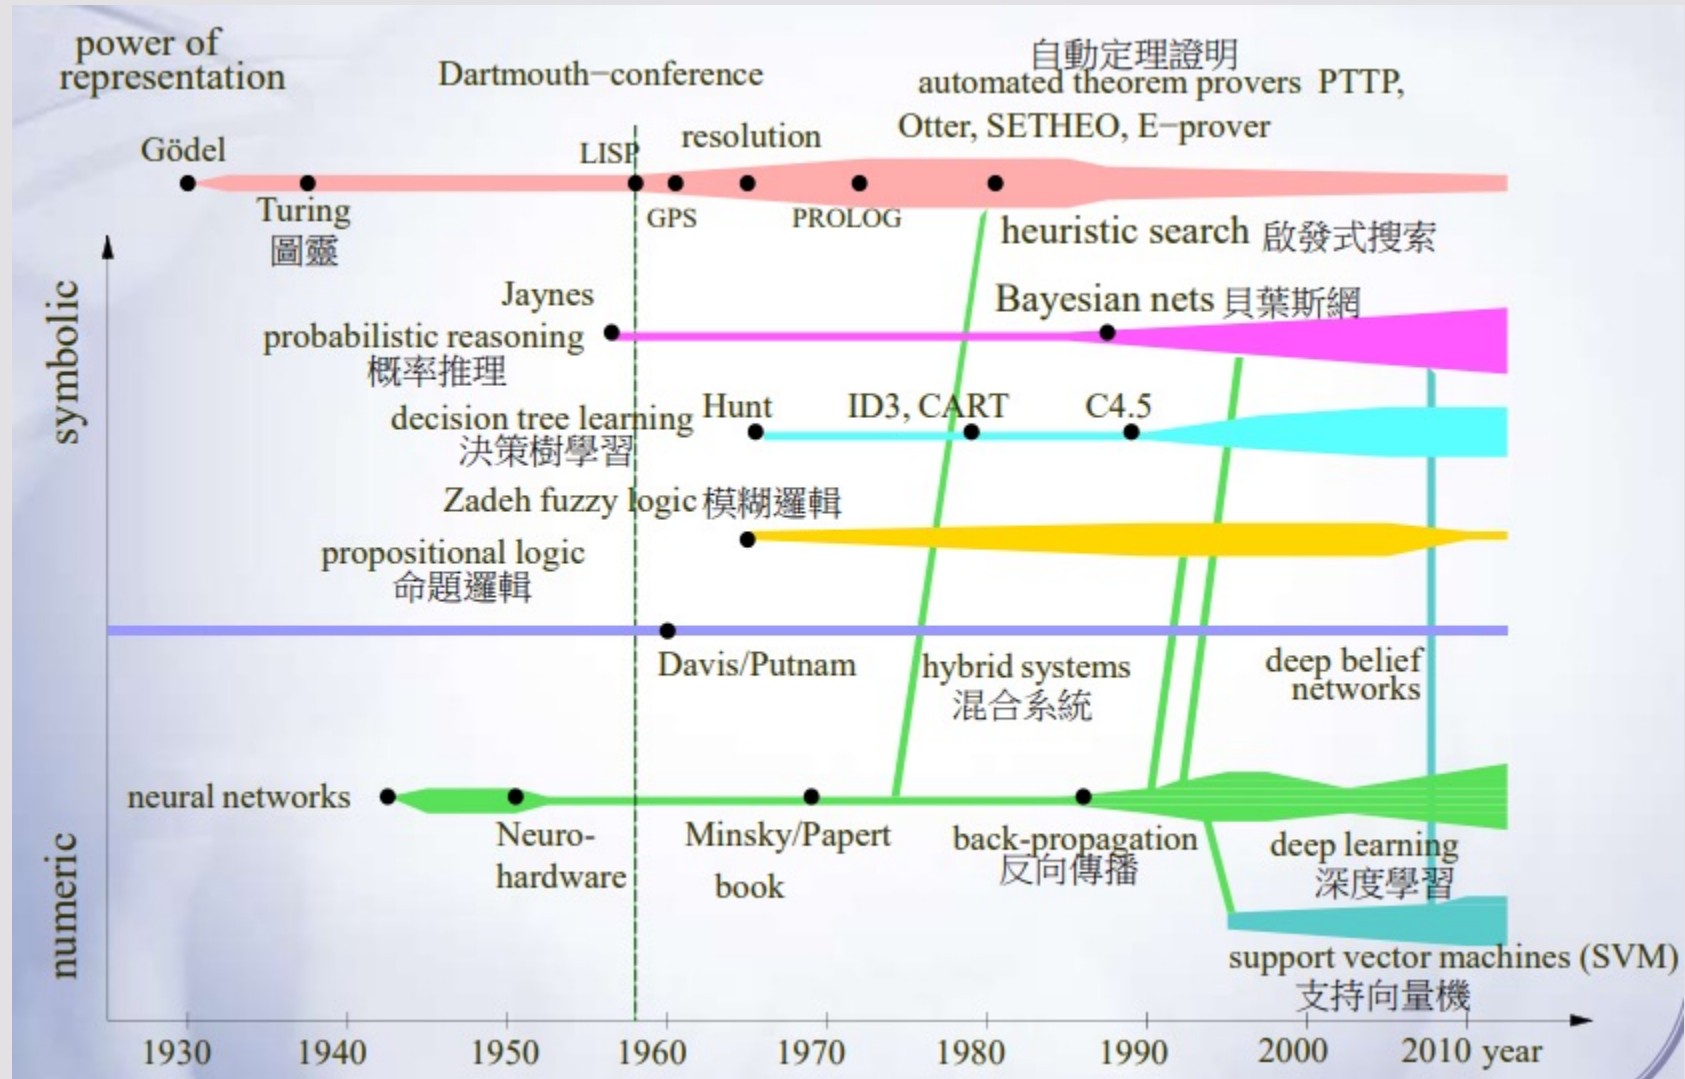 power of
representation
Dartmouth−conference
自動定理證明
automated theorem provers PTTP,
Otter, SETHEO, E−prover
Gödel
LISP
resolution
Turing
圖靈
GPS
PROLOG
heuristic search 啟發式搜索
Jaynes
probabilistic reasoning
概率推理
Bayesian nets 貝葉斯網
decision tree learning
決策樹學習
Hunt
ID3, CART
C4.5
Zadeh fuzzy logic 模糊邏輯
propositional logic
命題邏輯
Davis/Putnam
hybrid systems
混合系統
deep belief
networks
neural networks
Neuro-
hardware
Minsky/Papert
book
back-propagation
反向傳播
deep learning
深度學習
support vector machines (SVM)
支持向量機
symbolic
numeric
1930 1940 1950 1960 1970 1980 1990 2000 2010 year